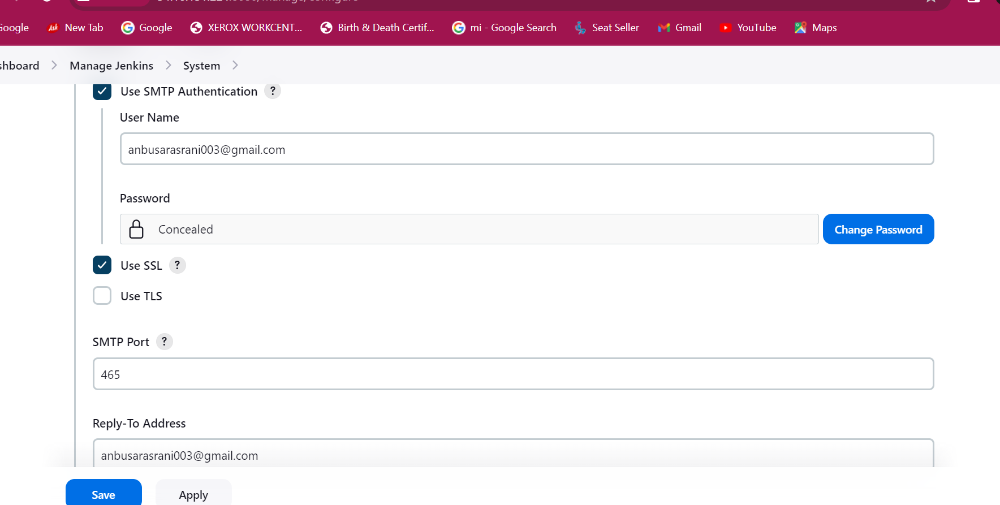 Google New Tab Google XEROX WORKCENT... Birth & Death Certif... mi - Google Search Seat Seller Gmail YouTube Maps
shboard Manage Jenkins System
Use SMTP Authentication ?
User Name
anbusarasrani003@gmail.com
Password
Concealed Change Password
Use SSL ?
Use TLS
SMTP Port ?
465
Reply-To Address
anbusarasrani003@gmail.com
Save Apply